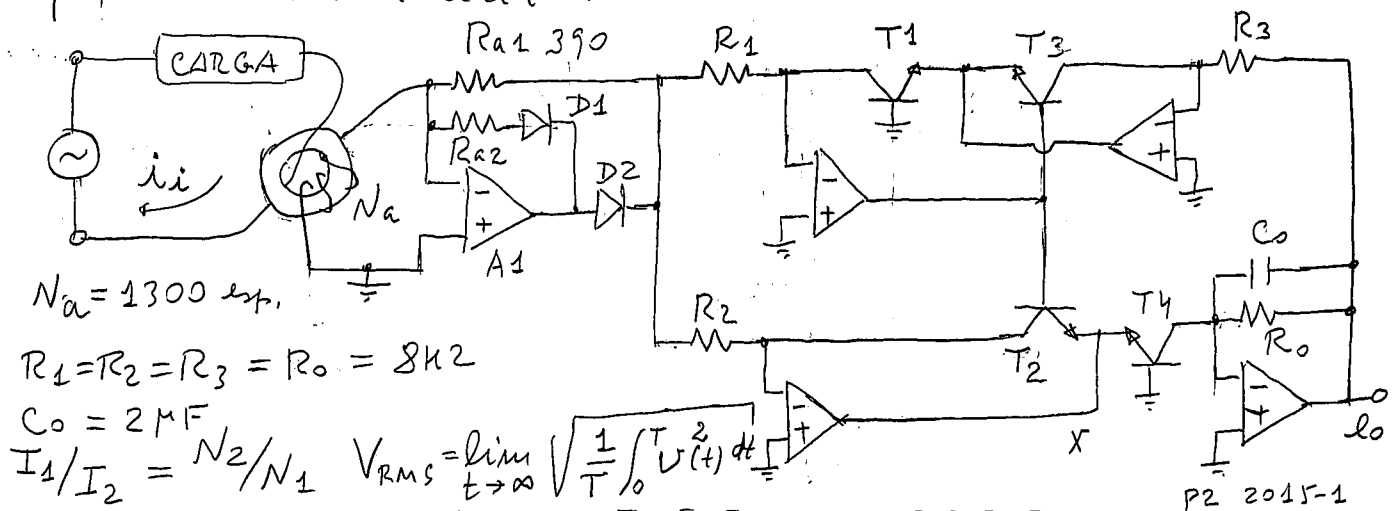 CARGA
Ra1 390
R1
T1
T3
R3
D1
Ra2
D2
ii
Na
-
+
A1
-
+
-
+
Na = 1300 esp.
R2
T2
T4
Co
Ro
R1=R2=R3 = Ro = 8K2
Co = 2 µF
-
+
-
+
X
eo
I1/I2 = N2/N1 VRMS = lim t→∞ √(1/T ∫0T v²(t) dt)
P2 2015-1